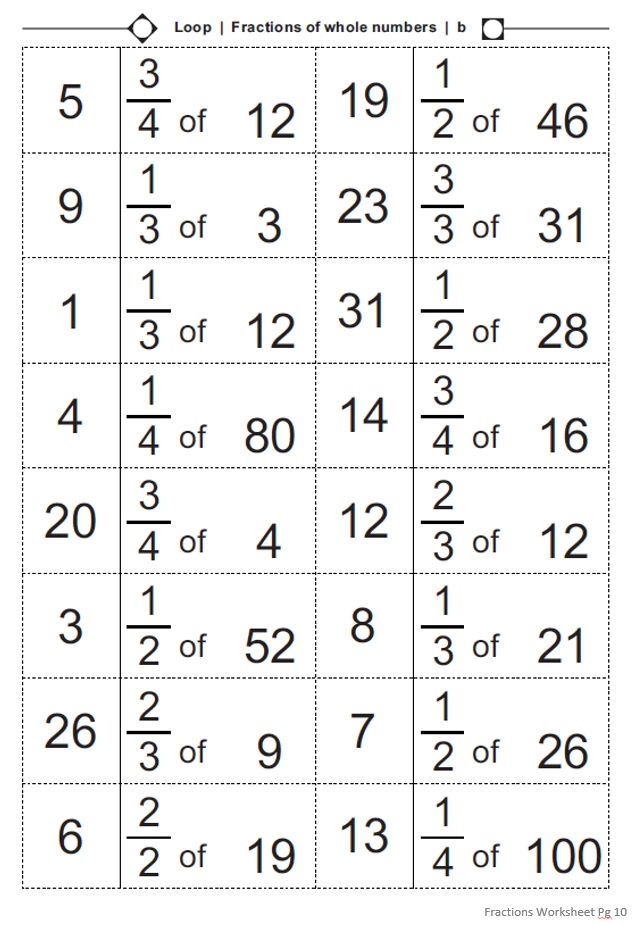 Loop | Fractions of whole numbers | b
5 3/4 of 12 19 1/2 of 46
9 1/3 of 3 23 3/3 of 31
1 1/3 of 12 31 1/2 of 28
4 1/4 of 80 14 3/4 of 16
20 3/4 of 4 12 2/3 of 12
3 1/2 of 52 8 1/3 of 21
26 2/3 of 9 7 1/2 of 26
6 2/2 of 19 13 1/4 of 100
Fractions Worksheet Pg 10